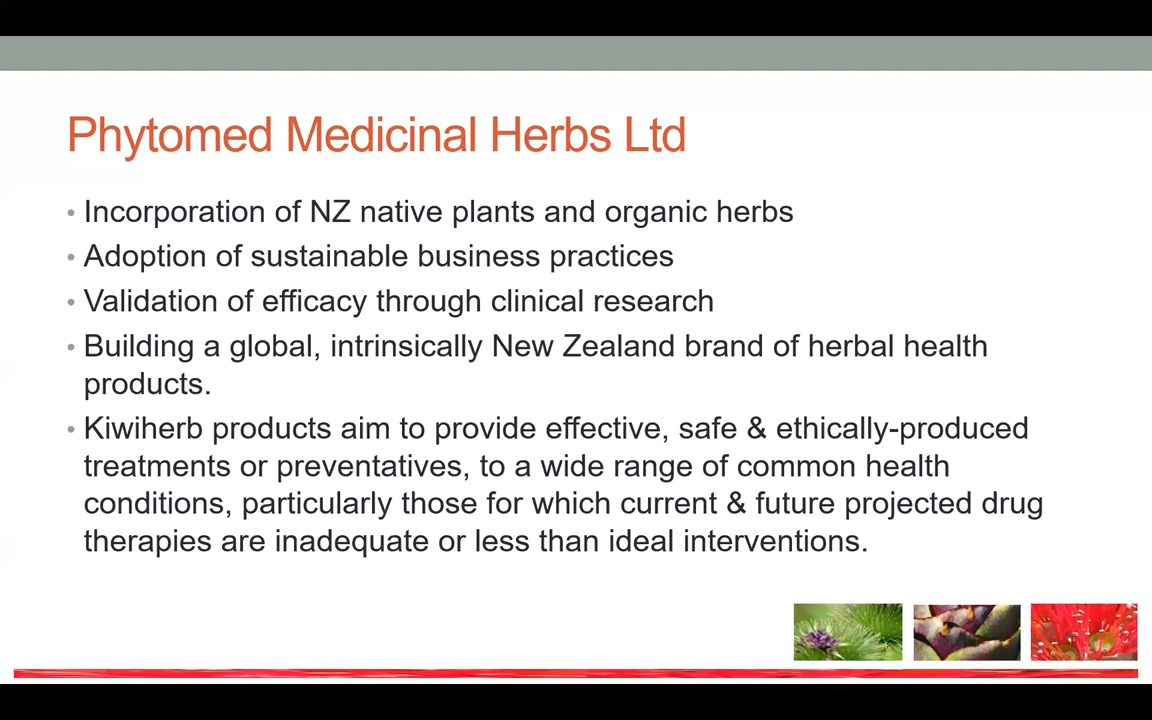 Phytomed Medicinal Herbs Ltd
• Incorporation of NZ native plants and organic herbs
• Adoption of sustainable business practices
• Validation of efficacy through clinical research
• Building a global, intrinsically New Zealand brand of herbal health
products.
• Kiwiherb products aim to provide effective, safe & ethically-produced
treatments or preventatives, to a wide range of common health
conditions, particularly those for which current & future projected drug
therapies are inadequate or less than ideal interventions.